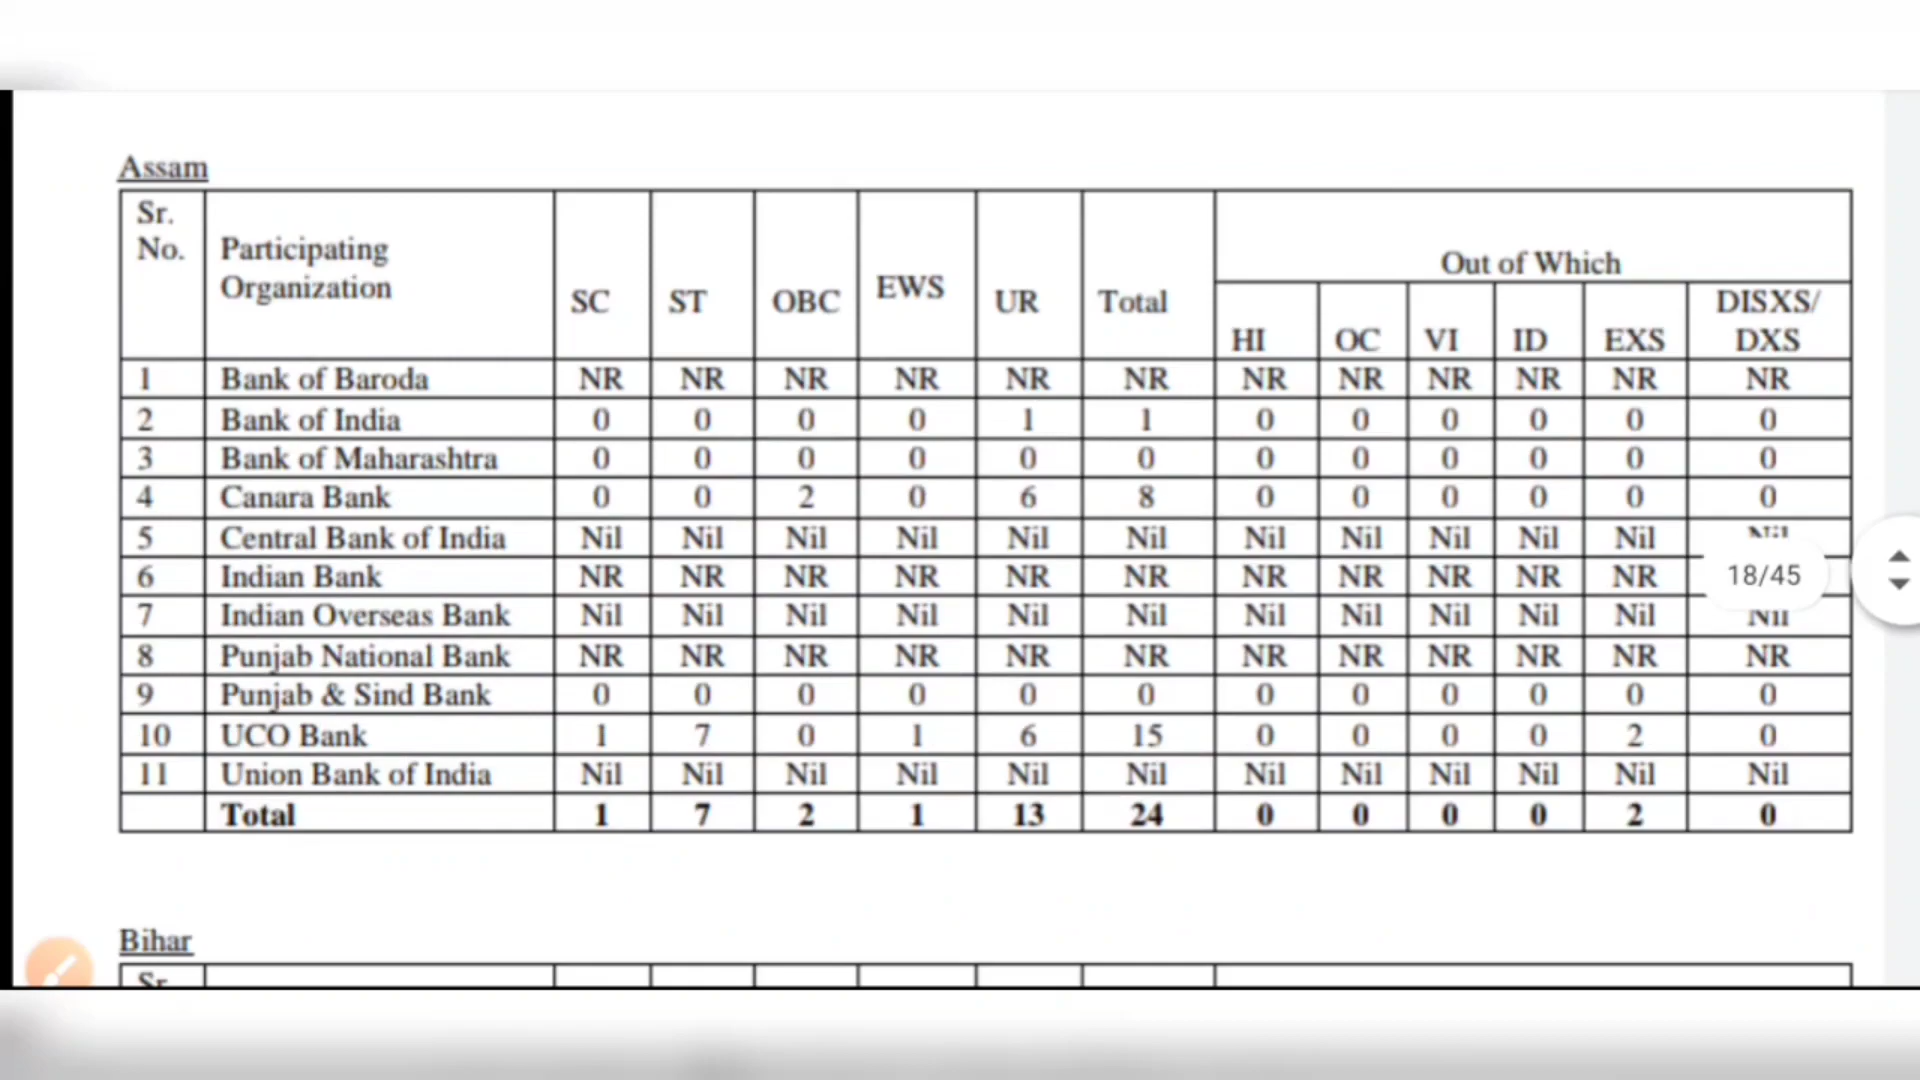 Assam
Sr. No. Participating Organization SC ST OBC EWS UR Total Out of Which
HI OC VI ID EXS DISXS/ DXS
1 Bank of Baroda NR NR NR NR NR NR NR NR NR NR NR NR
2 Bank of India 0 0 0 0 1 1 0 0 0 0 0 0
3 Bank of Maharashtra 0 0 0 0 0 0 0 0 0 0 0 0
4 Canara Bank 0 0 2 0 6 8 0 0 0 0 0 0
5 Central Bank of India Nil Nil Nil Nil Nil Nil Nil Nil Nil Nil Nil Nil
6 Indian Bank NR NR NR NR NR NR NR NR NR NR NR
18/45
7 Indian Overseas Bank Nil Nil Nil Nil Nil Nil Nil Nil Nil Nil Nil Nil
8 Punjab National Bank NR NR NR NR NR NR NR NR NR NR NR NR
9 Punjab & Sind Bank 0 0 0 0 0 0 0 0 0 0 0 0
10 UCO Bank 1 7 0 1 6 15 0 0 0 0 2 0
11 Union Bank of India Nil Nil Nil Nil Nil Nil Nil Nil Nil Nil Nil Nil
Total 1 7 2 1 13 24 0 0 0 0 2 0
Bihar
Sr